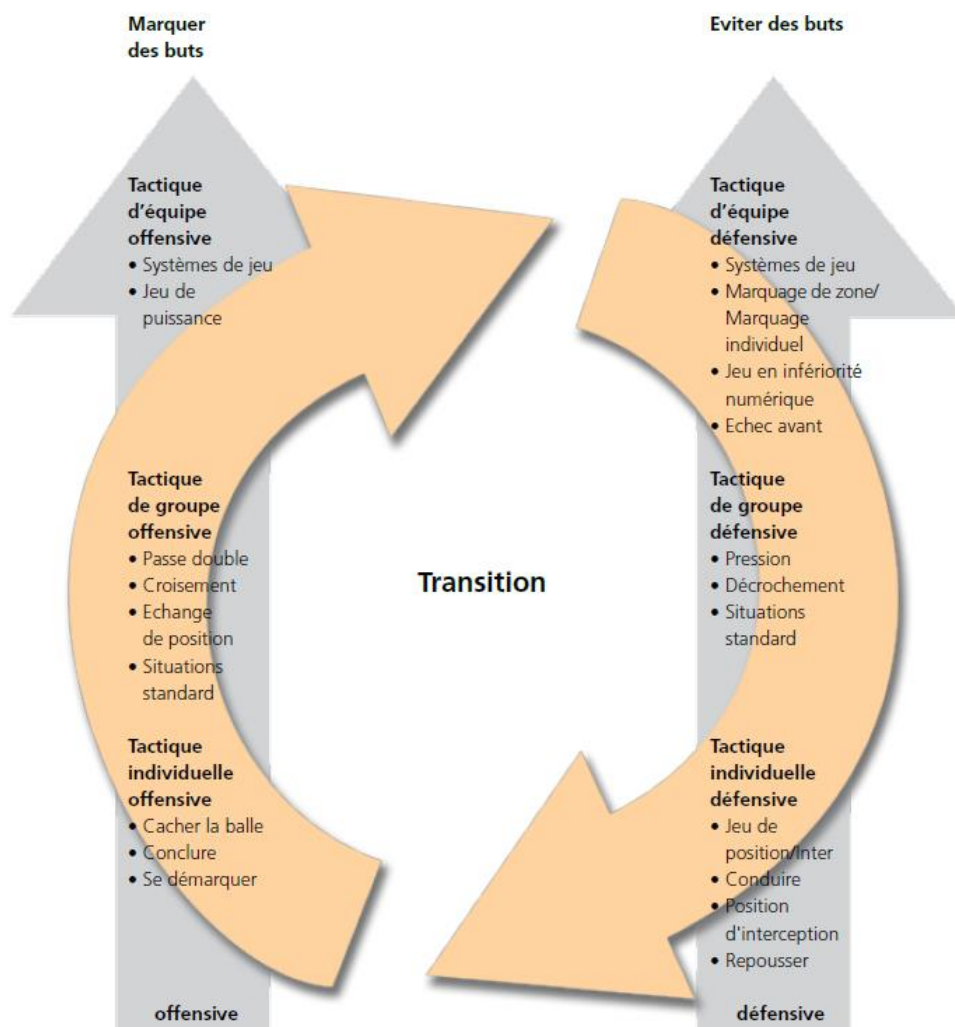 Marquer
des buts
Tactique
d'équipe
offensive
• Systèmes de jeu
• Jeu de
puissance
Tactique
de groupe
offensive
• Passe double
• Croisement
• Echange
de position
• Situations
standard
Tactique
individuelle
offensive
• Cacher la balle
• Conclure
• Se démarquer
offensive
Transition
Eviter des buts
Tactique
d'équipe
défensive
• Systèmes de jeu
• Marquage de zone/
Marquage
individuel
• Jeu en infériorité
numérique
• Echec avant
Tactique
de groupe
défensive
• Pression
• Décrochement
• Situations
standard
Tactique
individuelle
défensive
• Jeu de
position/Inter
• Conduire
• Position
d'interception
• Repousser
défensive